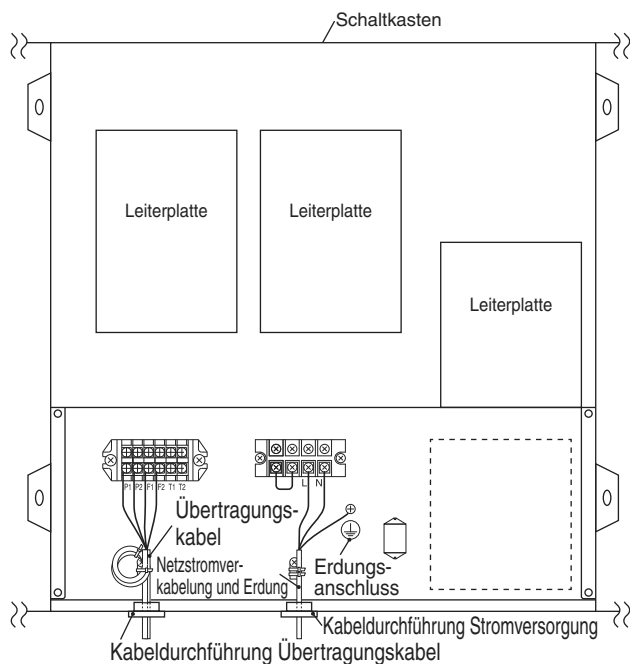 Schaltkasten
Leiterplatte
Leiterplatte
Leiterplatte
P1 P2 F1 F2 T1 T2
L N
Übertragungs-
kabel
Netzstromver-
kabelung und Erdung
Erdungs-
anschluss
Kabeldurchführung Stromversorgung
Kabeldurchführung Übertragungskabel